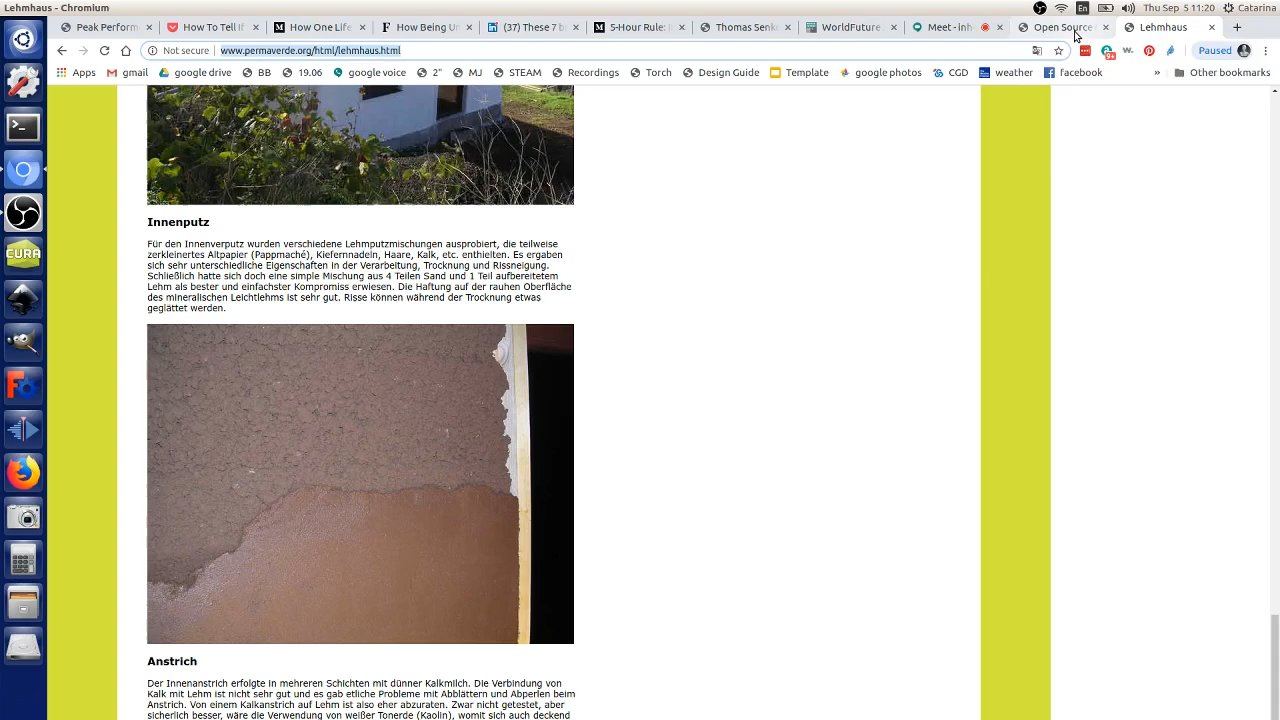 Lehmhaus - Chromium
En
Thu Sep 5 11:20
Catarina
Peak Perform
How To Tell If
How One Life
How Being U
(37) These 7 b
5-Hour Rule:
Thomas Senke
WorldFuture
Meet - inh
Open Source
Lehmhaus
Not secure
www.permaverde.org/html/lehmhaus.html
9+
W.
Paused
Apps
gmail
drive
BB
19.06
google voice
2"
MJ
STEAM
Recordings
Torch
Design Guide
Template
google photos
CGD
weather
facebook
»
Other bookmarks
CURA
Innenputz
Für den Innenverputz wurden verschiedene Lehmputzmischungen ausprobiert, die teilweise
zerkleinertes Altpapier (Pappmaché), Kiefernnadeln, Haare, Kalk, etc. enthielten. Es ergaben
sich sehr unterschiedliche Eigenschaften in der Verarbeitung, Trocknung und Rissneigung.
Schließlich hatte sich doch eine simple Mischung aus 4 Teilen Sand und 1 Teil aufbereitetem
Lehm als bester und einfachster Kompromiss erwiesen. Die Haftung auf der rauhen Oberfläche
des mineralischen Leichtlehms ist sehr gut. Risse können während der Trocknung etwas
geglättet werden.
Anstrich
Der Innenanstrich erfolgte in mehreren Schichten mit dünner Kalkmilch. Die Verbindung von
Kalk mit Lehm ist nicht sehr gut und es gab etliche Probleme mit Abblättern und Abperlen beim
Anstrich. Von einem Kalkanstrich auf Lehm ist also eher abzuraten. Zwar nicht getestet, aber
sicherlich besser, wäre die Verwendung von weißer Tonerde (Kaolin), womit sich auch deckend